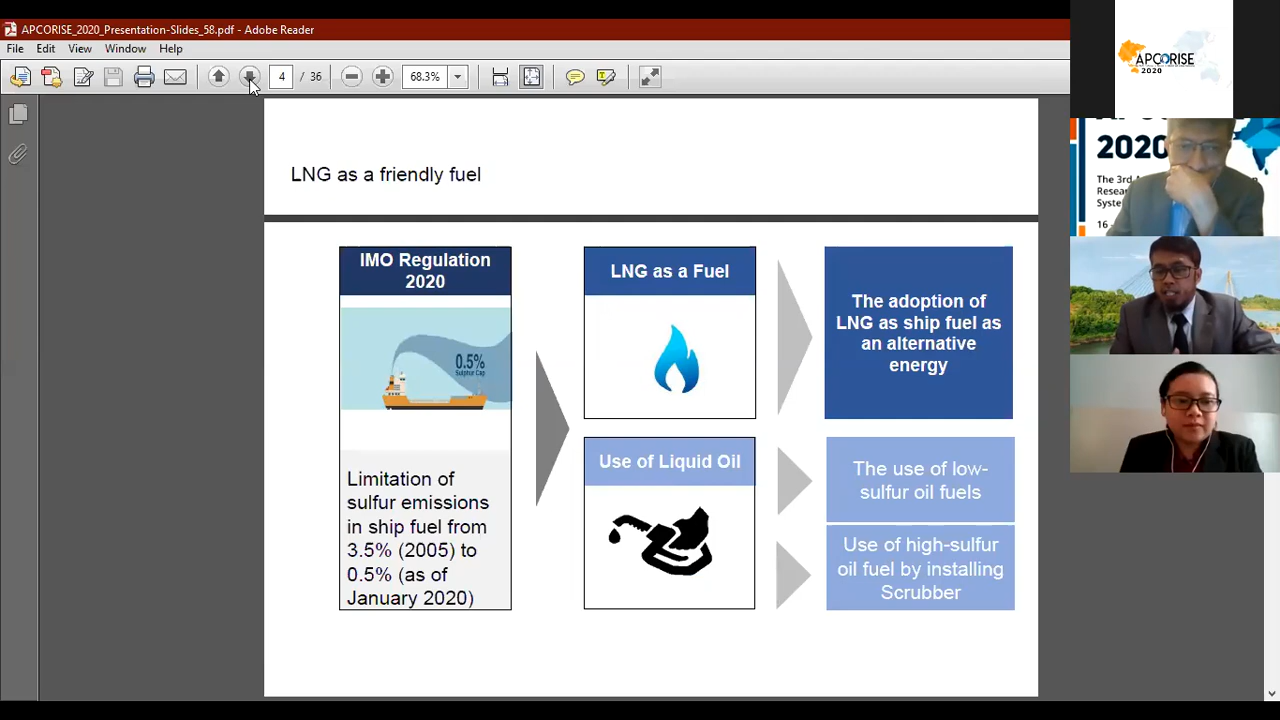 APCORISE_2020_Presentation-Slides_58.pdf - Adobe Reader
File Edit View Window Help
4 / 36 68.3%
LNG as a friendly fuel
IMO Regulation
2020
0.5%
Sulphur Cap
Limitation of
sulfur emissions
in ship fuel from
3.5% (2005) to
0.5% (as of
January 2020)
LNG as a Fuel
The adoption of
LNG as ship fuel as
an alternative
energy
Use of Liquid Oil
The use of low-
sulfur oil fuels
Use of high-sulfur
oil fuel by installing
Scrubber
APCORISE
2020
2020
The 3rd
16